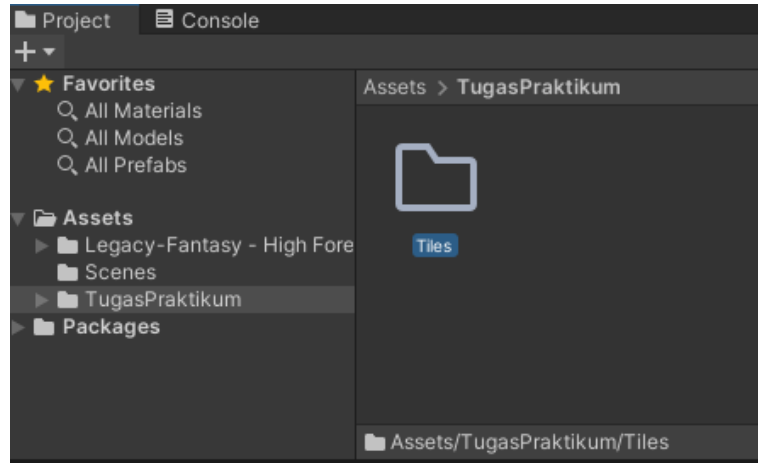 Project Console
Favorites
All Materials
All Models
All Prefabs
Assets
Legacy-Fantasy - High Fore
Scenes
TugasPraktikum
Packages
Assets > TugasPraktikum
Tiles
Assets/TugasPraktikum/Tiles